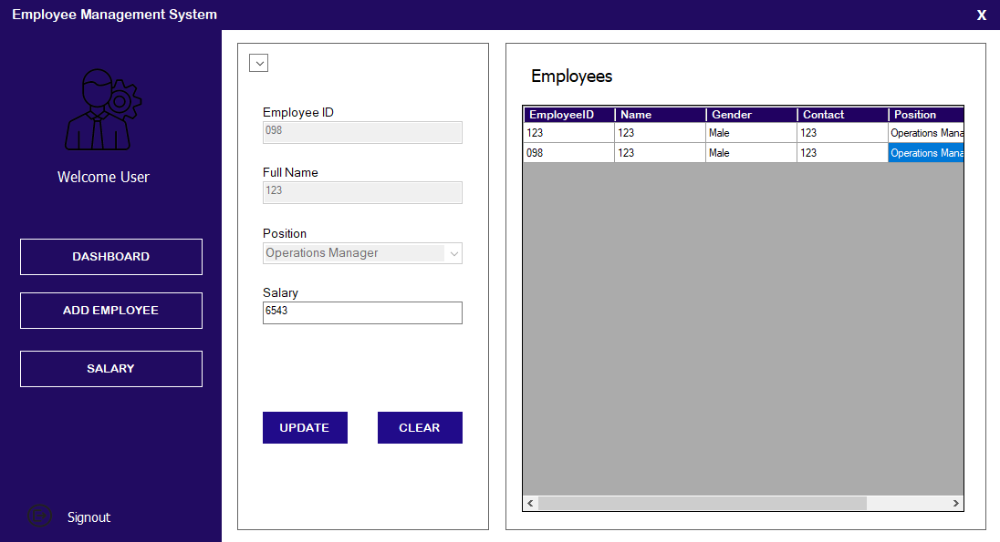 Employee Management System
X
Welcome User
DASHBOARD
ADD EMPLOYEE
SALARY
Signout
Employee ID
098
Full Name
123
Position
Operations Manager
Salary
6543
UPDATE
CLEAR
Employees
EmployeeID Name Gender Contact Position
123 123 Male 123 Operations Mana
098 123 Male 123 Operations Mana